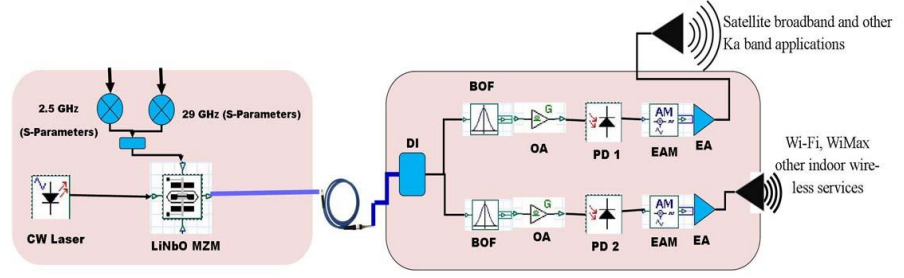 2.5 GHz
(S-Parameters)
29 GHz (S-Parameters)
CW Laser
LiNbO MZM
DI
BOF
G
OA
PD 1
AM
EAM
EA
BOF
G
OA
PD 2
AM
EAM
EA
Satellite broadband and other
Ka band applications
Wi-Fi, WiMax
other indoor wire-
less services